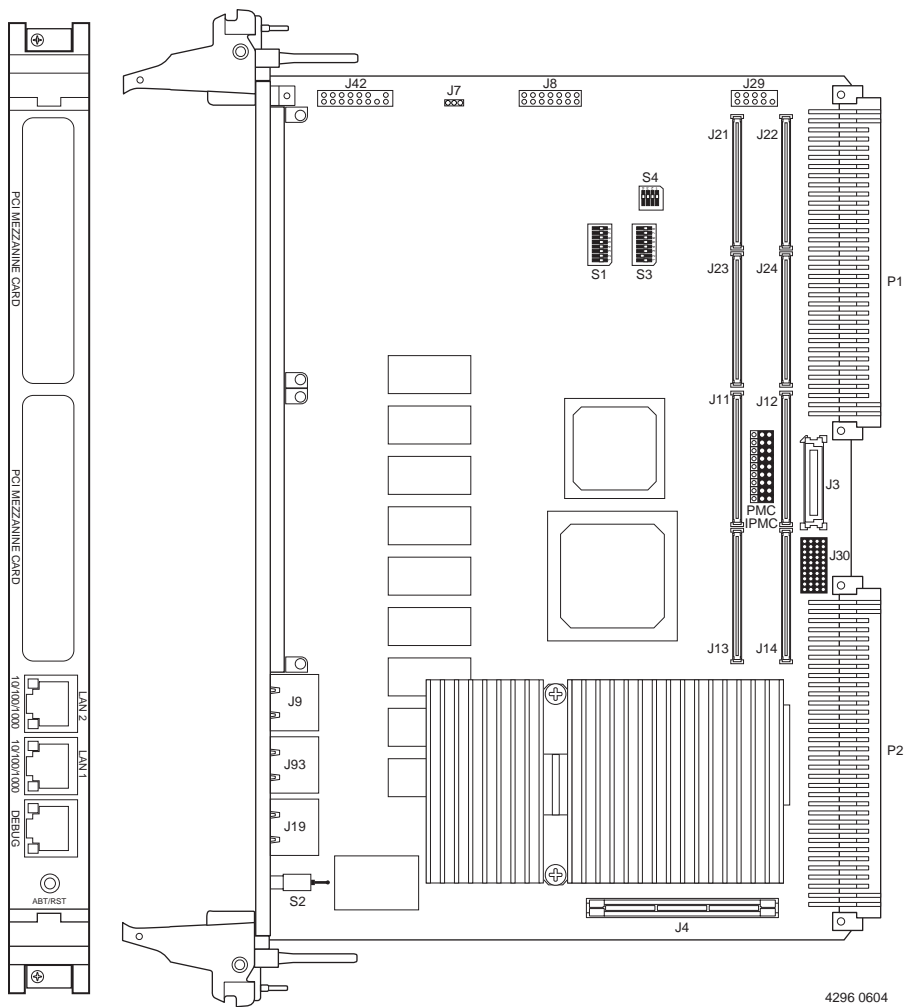 J42
J7
J8
J29
J21
J22
S4
S1
S3
J23
J24
P1
PCI MEZZANINE CARD
PCI MEZZANINE CARD
J11
J12
J3
PMC
IPMC
J30
J13
J14
LAN 2
10/100/1000
J9
LAN 1
10/100/1000
J93
P2
DEBUG
J19
ABT/RST
S2
J4
4296 0604